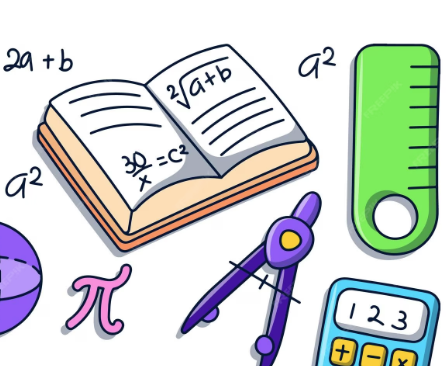 2a + b
a²
²√a+b
30/x = c²
a²
π
1 2 3
+ − ×